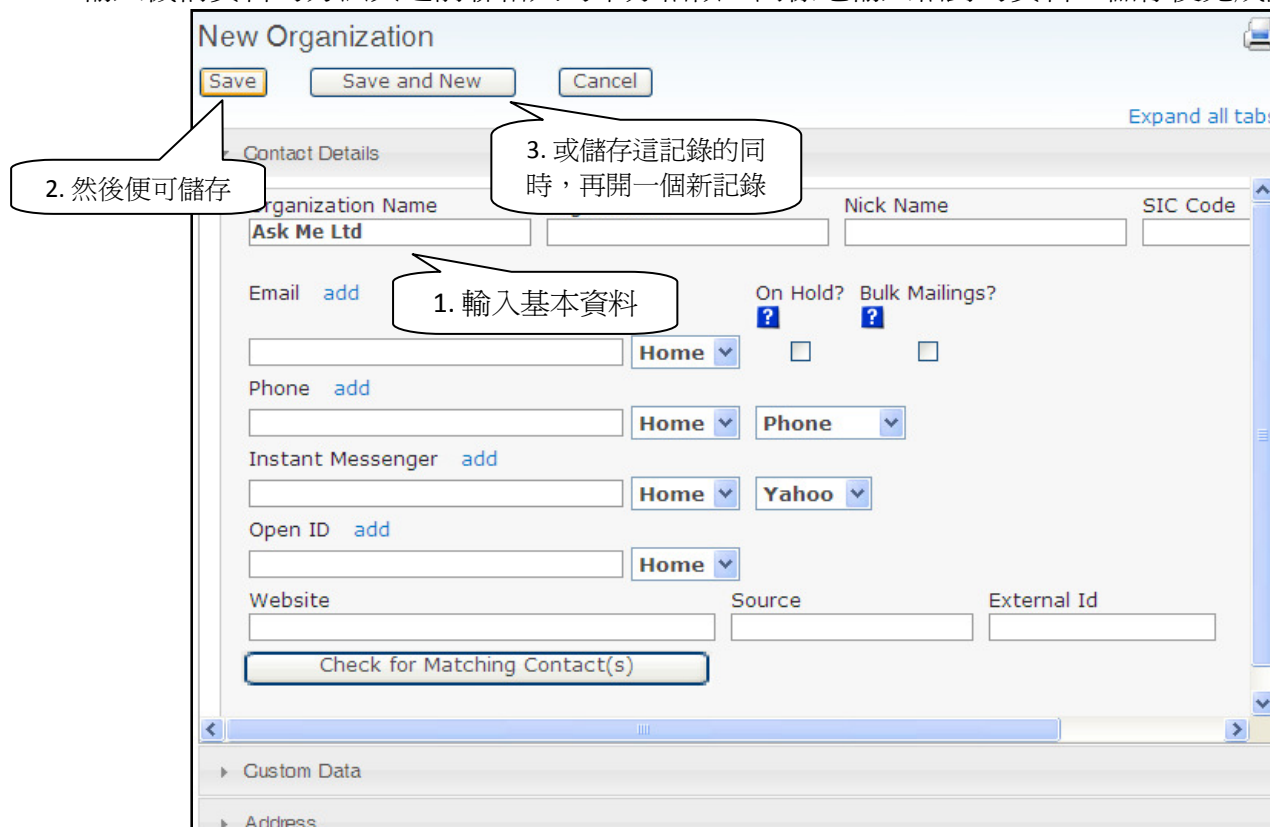 New Organization
Save Save and New Cancel
Expand all tabs
Contact Details
3. 或儲存這記錄的同
時，再開一個新記錄
2. 然後便可儲存
Organization Name Nick Name SIC Code
Ask Me Ltd
1. 輸入基本資料
Email add On Hold? Bulk Mailings?
? ?
Home
Phone add
Home Phone
Instant Messenger add
Home Yahoo
Open ID add
Home
Website Source External Id
Check for Matching Contact(s)
Custom Data
Address